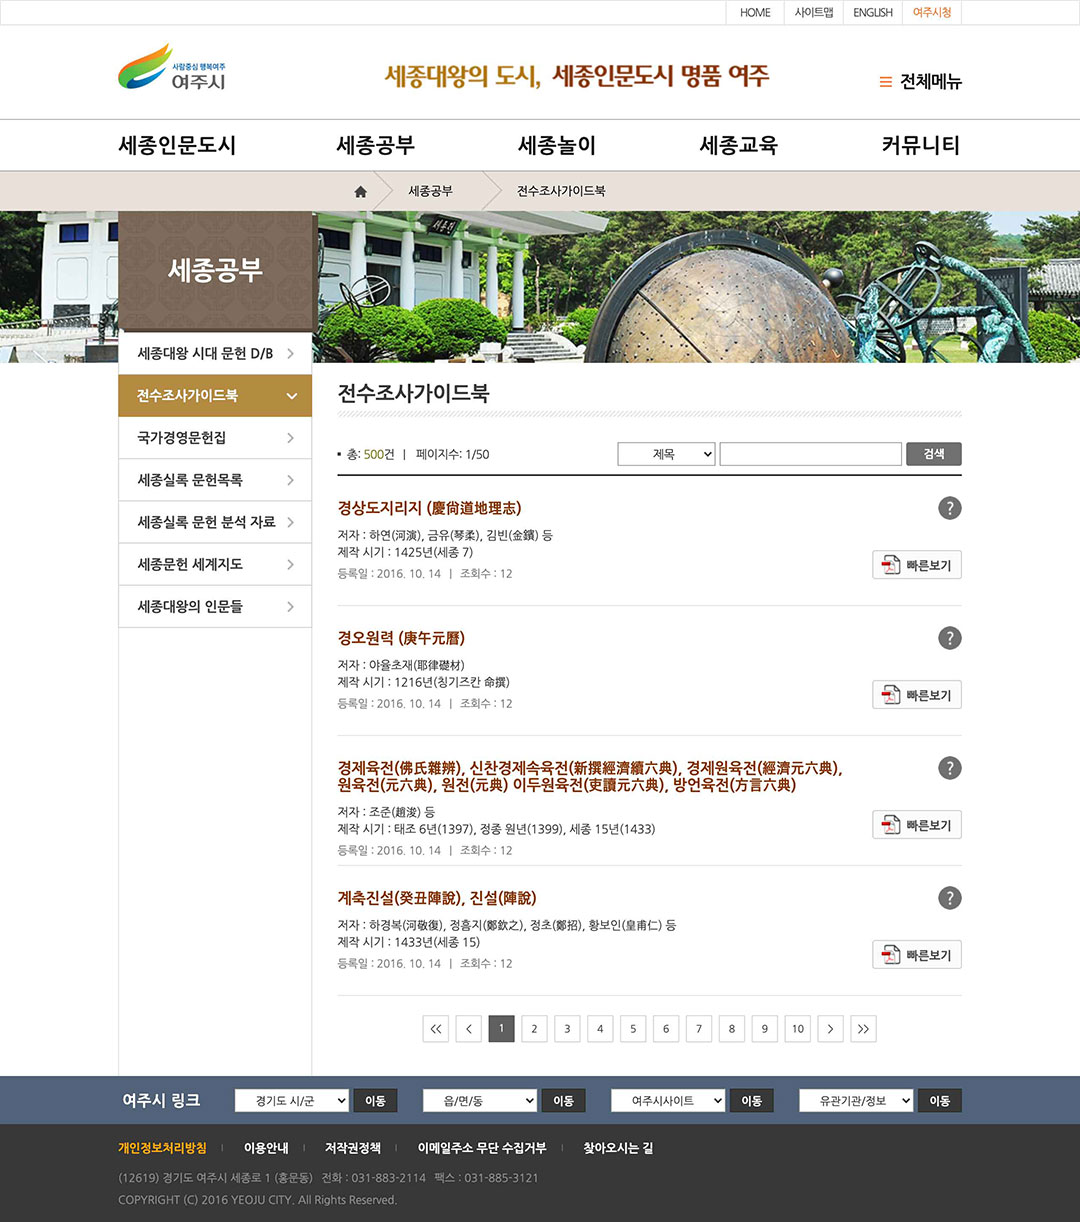 HOME 사이트맵 ENGLISH 여주시청
사람중심 행복여주
여주시
세종대왕의 도시, 세종인문도시 명품 여주
전체메뉴
세종인문도시 세종공부 세종놀이 세종교육 커뮤니티
세종공부 전수조사가이드북
세종공부
세종대왕 시대 문헌 D/B
전수조사가이드북
국가경영문헌집
세종실록 문헌목록
세종실록 문헌 분석 자료
세종문헌 세계지도
세종대왕의 인문들
전수조사가이드북
총: 500건 | 페이지수: 1/50
제목 검색
경상도지리지 (慶尙道地理志)
?
저자 : 하연(河演), 금유(琴柔), 김빈(金鑌) 등
제작 시기 : 1425년(세종 7)
등록일 : 2016. 10. 14 | 조회수 : 12
빠른보기
경오원력 (庚午元曆)
?
저자 : 야율초재(耶律礎材)
제작 시기 : 1216년(칭기즈칸 命撰)
등록일 : 2016. 10. 14 | 조회수 : 12
빠른보기
경제육전(佛氏雜辨), 신찬경제속육전(新撰經濟續六典), 경제원육전(經濟元六典),
원육전(元六典), 원전(元典) 이두원육전(吏讀元六典), 방언육전(方言六典)
?
저자 : 조준(趙浚) 등
제작 시기 : 태조 6년(1397), 정종 원년(1399), 세종 15년(1433)
등록일 : 2016. 10. 14 | 조회수 : 12
빠른보기
계축진설(癸丑陣說), 진설(陣說)
?
저자 : 하경복(河敬復), 정흠지(鄭欽之), 정초(鄭招), 황보인(皇甫仁) 등
제작 시기 : 1433년(세종 15)
등록일 : 2016. 10. 14 | 조회수 : 12
빠른보기
<< < 1 2 3 4 5 6 7 8 9 10 > >>
여주시 링크 경기도 시/군 이동 읍/면/동 이동 여주시사이트 이동 유관기관/정보 이동
개인정보처리방침 | 이용안내 | 저작권정책 | 이메일주소 무단 수집거부 | 찾아오시는 길
(12619) 경기도 여주시 세종로 1 (홍문동) 전화 : 031-883-2114 팩스 : 031-885-3121
COPYRIGHT (C) 2016 YEOJU CITY. All Rights Reserved.